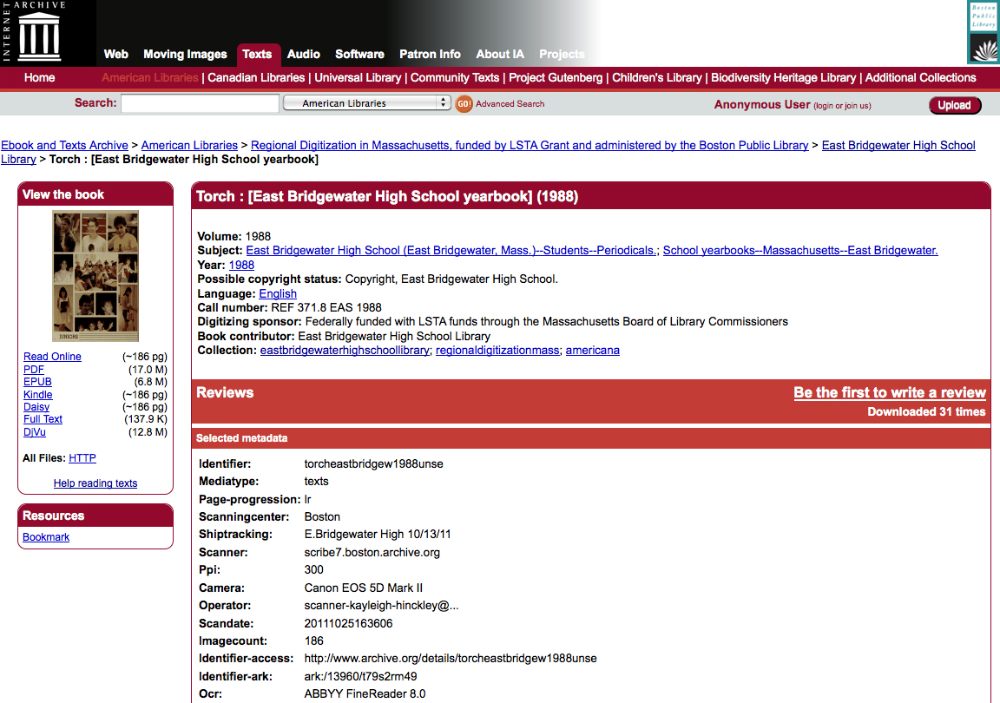 INTERNET ARCHIVE
Boston Public Library
Web Moving Images Texts Audio Software Patron Info About IA Projects
Home American Libraries | Canadian Libraries | Universal Library | Community Texts | Project Gutenberg | Children's Library | Biodiversity Heritage Library | Additional Collections
Search: American Libraries GO! Advanced Search Anonymous User (login or join us) Upload
Ebook and Texts Archive > American Libraries > Regional Digitization in Massachusetts, funded by LSTA Grant and administered by the Boston Public Library > East Bridgewater High School
Library > Torch : [East Bridgewater High School yearbook]
View the book
JUNIORS
Read Online (~186 pg)
PDF (17.0 M)
EPUB (6.8 M)
Kindle (~186 pg)
Daisy (~186 pg)
Full Text (137.9 K)
DjVu (12.8 M)
All Files: HTTP
Help reading texts
Resources
Bookmark
Torch : [East Bridgewater High School yearbook] (1988)
Volume: 1988
Subject: East Bridgewater High School (East Bridgewater, Mass.)--Students--Periodicals.; School yearbooks--Massachusetts--East Bridgewater.
Year: 1988
Possible copyright status: Copyright, East Bridgewater High School.
Language: English
Call number: REF 371.8 EAS 1988
Digitizing sponsor: Federally funded with LSTA funds through the Massachusetts Board of Library Commissioners
Book contributor: East Bridgewater High School Library
Collection: eastbridgewaterhighschoollibrary; regionaldigitizationmass; americana
Reviews Be the first to write a review
Downloaded 31 times
Selected metadata
Identifier: torcheastbridgew1988unse
Mediatype: texts
Page-progression: lr
Scanningcenter: Boston
Shiptracking: E.Bridgewater High 10/13/11
Scanner: scribe7.boston.archive.org
Ppi: 300
Camera: Canon EOS 5D Mark II
Operator: scanner-kayleigh-hinckley@...
Scandate: 20111025163606
Imagecount: 186
Identifier-access: http://www.archive.org/details/torcheastbridgew1988unse
Identifier-ark: ark:/13960/t79s2rm49
Ocr: ABBYY FineReader 8.0